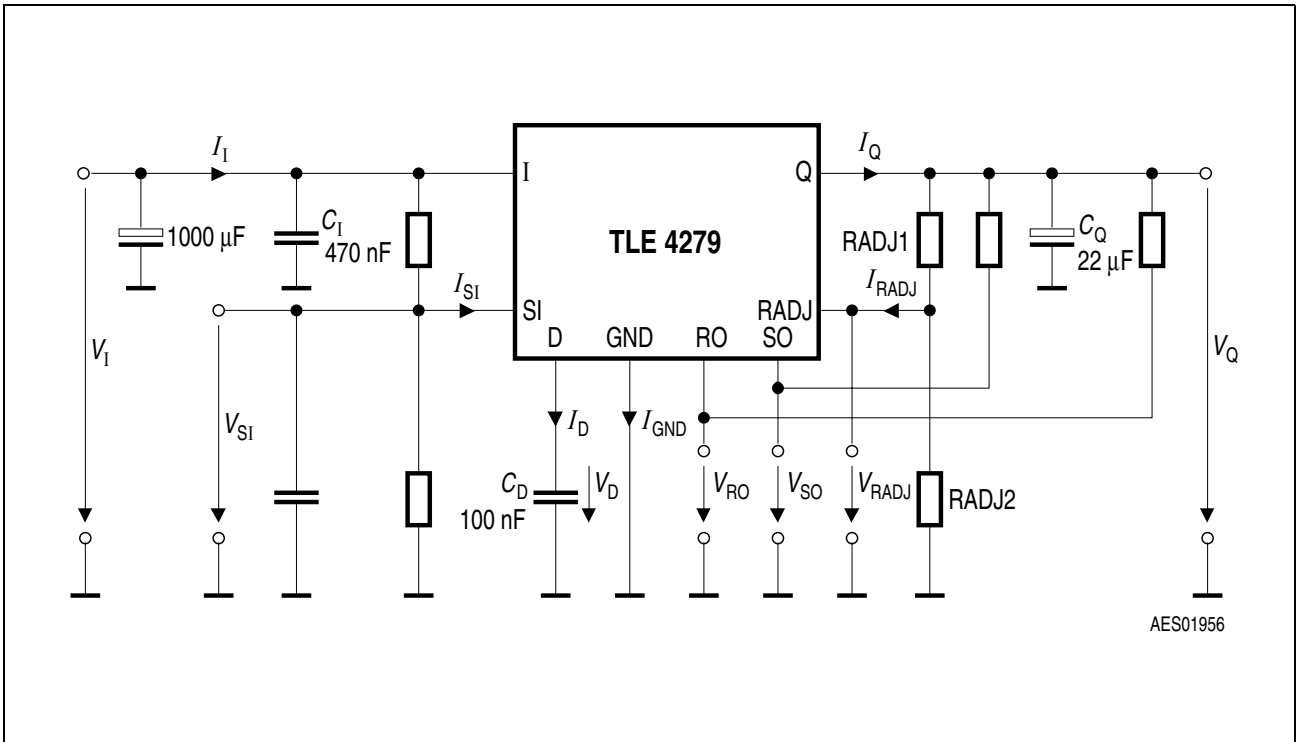 I_I
I_Q
I
Q
1000 µF
C_I
470 nF
TLE 4279
RADJ1
C_Q
22 µF
I_SI
I_RADJ
SI
RADJ
D
GND
RO
SO
V_I
V_Q
V_SI
I_D
I_GND
C_D
100 nF
V_D
V_RO
V_SO
V_RADJ
RADJ2
AES01956